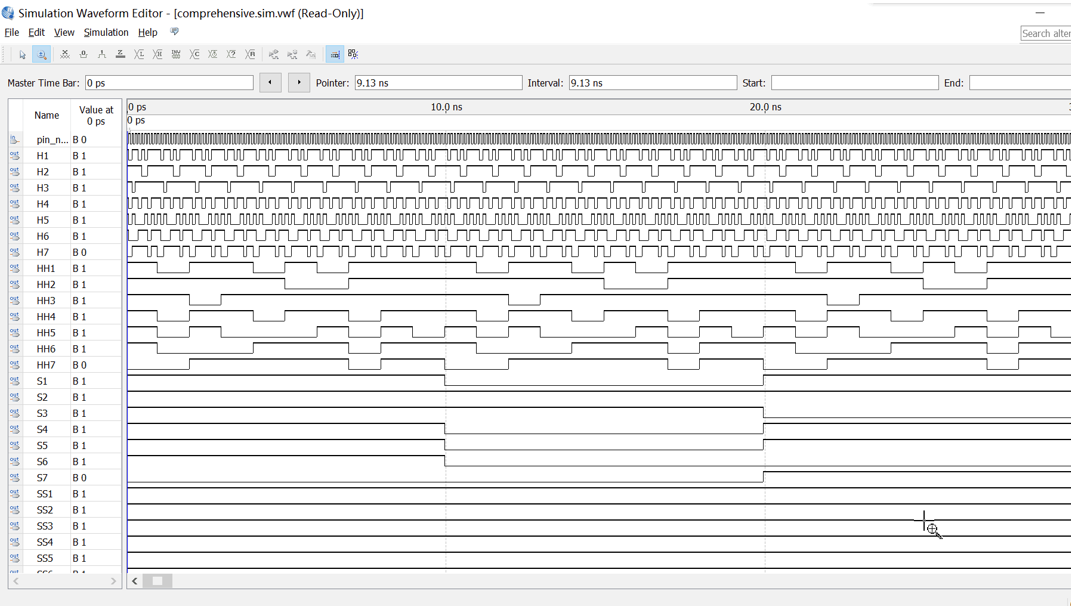 Simulation Waveform Editor - [comprehensive.sim.vwf (Read-Only)]
File Edit View Simulation Help
Search alter
Master Time Bar: 0 ps Pointer: 9.13 ns Interval: 9.13 ns Start: End:
Name Value at 0 ps
0 ps 10.0 ns 20.0 ns
0 ps
pin_n... B 0
H1 B 1
H2 B 1
H3 B 1
H4 B 1
H5 B 1
H6 B 1
H7 B 0
HH1 B 1
HH2 B 1
HH3 B 1
HH4 B 1
HH5 B 1
HH6 B 1
HH7 B 0
S1 B 1
S2 B 1
S3 B 1
S4 B 1
S5 B 1
S6 B 1
S7 B 0
SS1 B 1
SS2 B 1
SS3 B 1
SS4 B 1
SS5 B 1